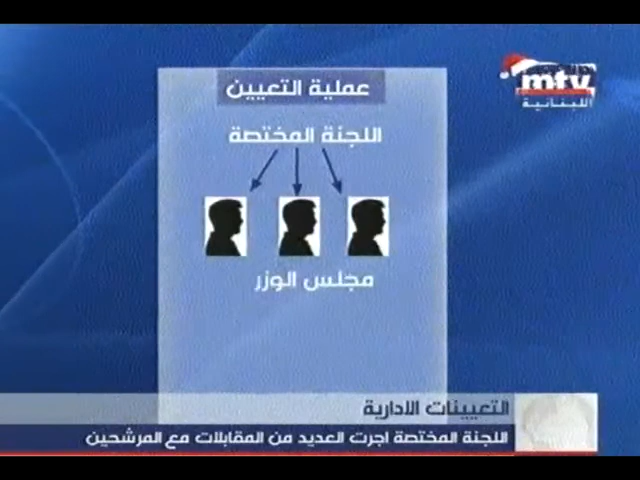 mtv
اللبنانية
عملية التعيين
اللجنة المختصة
مجلس الوزر
التعيينات الادارية
اللجنة المختصة اجرت العديد من المقابلات مع المرشحين